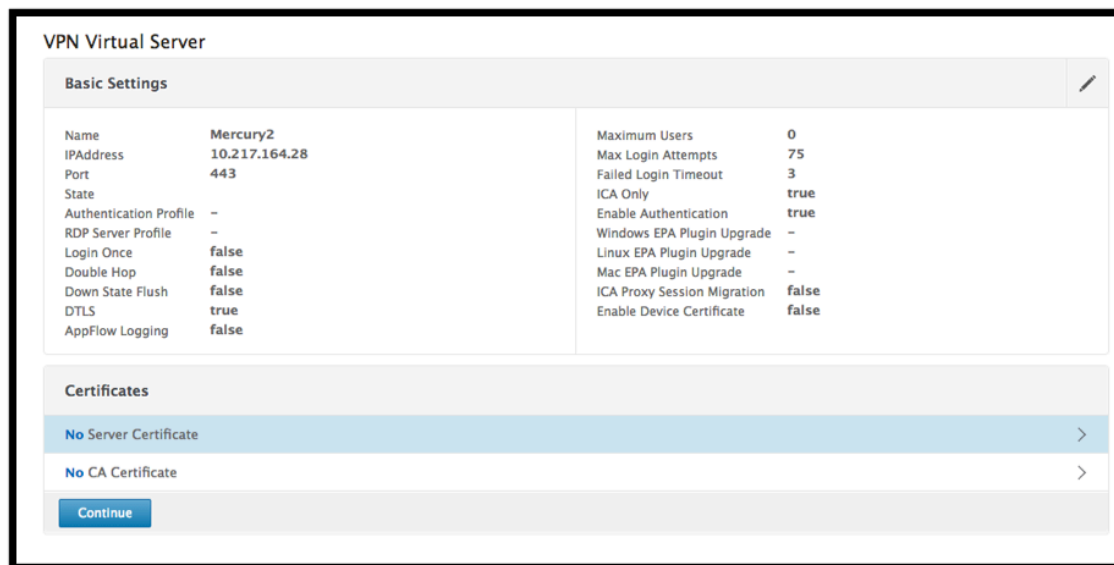 VPN Virtual Server
Basic Settings
Name Mercury2
IPAddress 10.217.164.28
Port 443
State
Authentication Profile –
RDP Server Profile –
Login Once false
Double Hop false
Down State Flush false
DTLS true
AppFlow Logging false
Maximum Users 0
Max Login Attempts 75
Failed Login Timeout 3
ICA Only true
Enable Authentication true
Windows EPA Plugin Upgrade –
Linux EPA Plugin Upgrade –
Mac EPA Plugin Upgrade –
ICA Proxy Session Migration false
Enable Device Certificate false
Certificates
No Server Certificate
No CA Certificate
Continue